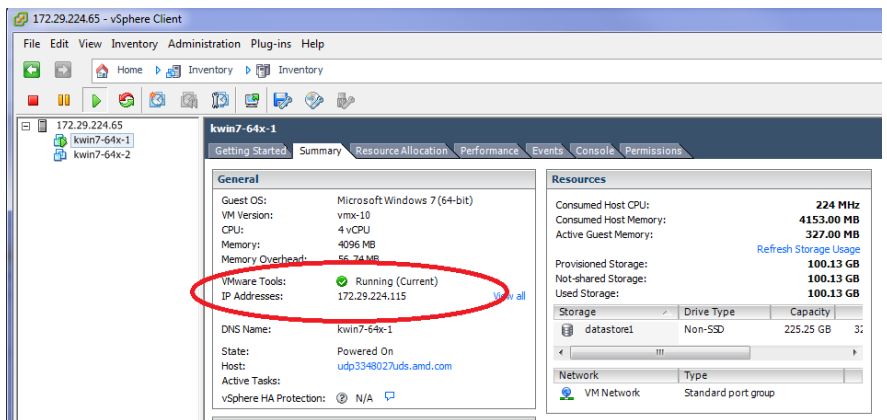 172.29.224.65 - vSphere Client
File Edit View Inventory Administration Plug-ins Help
Home Inventory Inventory
172.29.224.65
kwin7-64x-1
kwin7-64x-2
kwin7-64x-1
Getting Started Summary Resource Allocation Performance Events Console Permissions
General
Guest OS: Microsoft Windows 7 (64-bit)
VM Version: vmx-10
CPU: 4 vCPU
Memory: 4096 MB
Memory Overhead: 56.74 MB
VMware Tools: Running (Current)
IP Addresses: 172.29.224.115 View all
DNS Name: kwin7-64x-1
State: Powered On
Host: udp3348027uds.amd.com
Active Tasks:
vSphere HA Protection: N/A
Resources
Consumed Host CPU: 224 MHz
Consumed Host Memory: 4153.00 MB
Active Guest Memory: 327.00 MB
Refresh Storage Usage
Provisioned Storage: 100.13 GB
Not-shared Storage: 100.13 GB
Used Storage: 100.13 GB
Storage Drive Type Capacity
datastore1 Non-SSD 225.25 GB 32
Network Type
VM Network Standard port group